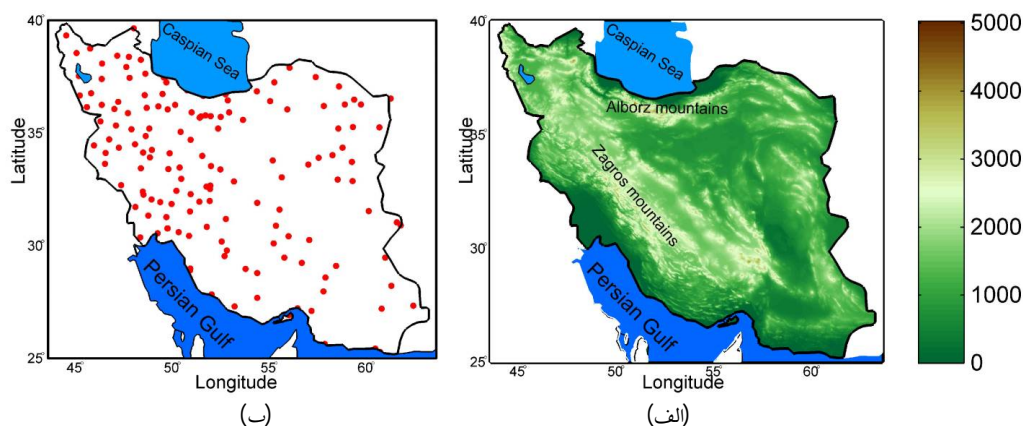 40°
35°
30°
25°
45°
50°
55°
60°
Latitude
Longitude
Caspian Sea
Persian Gulf
(ب)
40°
35°
30°
25°
45°
50°
55°
60°
Latitude
Longitude
Caspian Sea
Alborz mountains
Zagros mountains
Persian Gulf
(الف)
5000
4000
3000
2000
1000
0